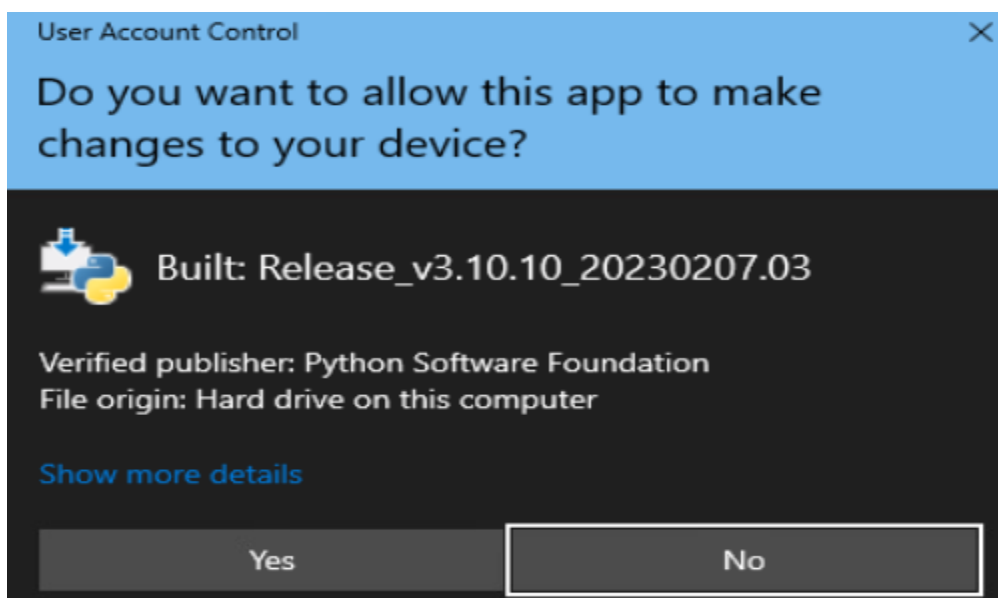 User Account Control
Do you want to allow this app to make
changes to your device?
Built: Release_v3.10.10_20230207.03
Verified publisher: Python Software Foundation
File origin: Hard drive on this computer
Show more details
Yes
No